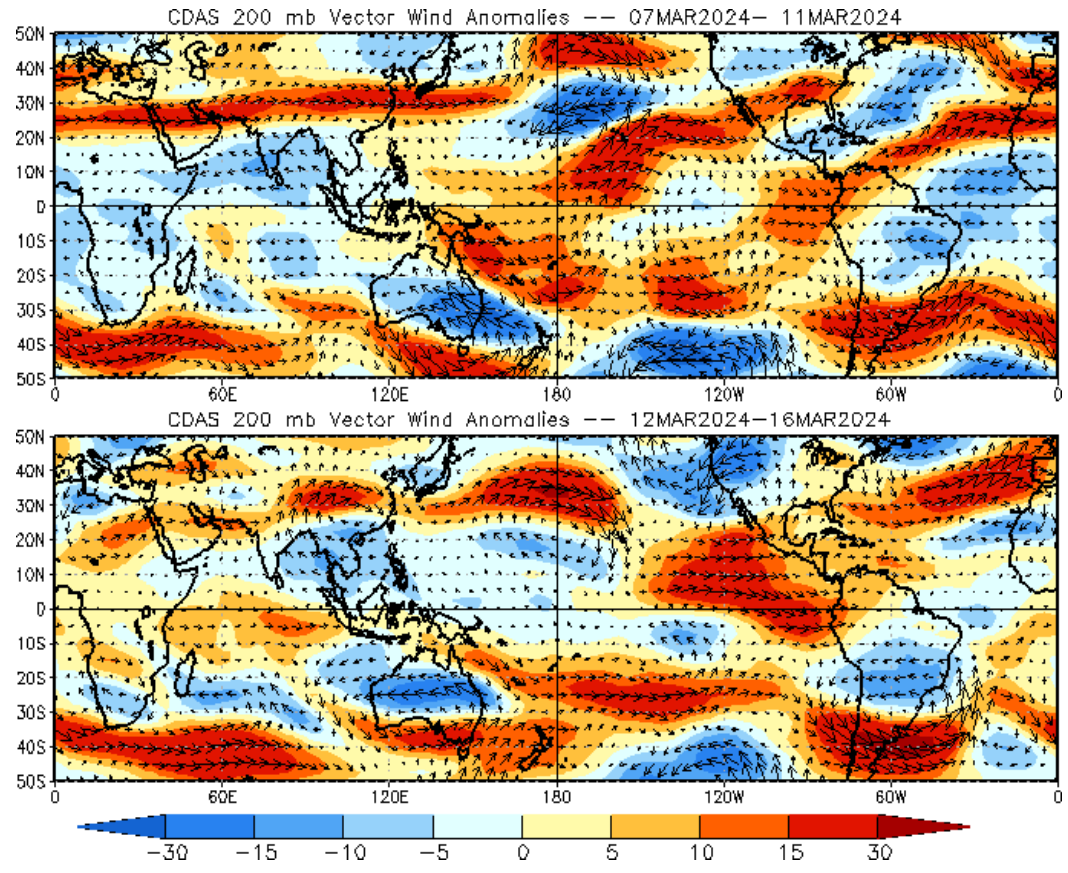 CDAS 200 mb Vector Wind Anomalies -- 07MAR2024- 11MAR2024
50N
40N
30N
20N
10N
0
10S
20S
30S
40S
50S
0 60E 120E 180 120W 60W 0
CDAS 200 mb Vector Wind Anomalies -- 12MAR2024-16MAR2024
50N
40N
30N
20N
10N
0
10S
20S
30S
40S
50S
0 60E 120E 180 120W 60W 0
-30 -15 -10 -5 0 5 10 15 30